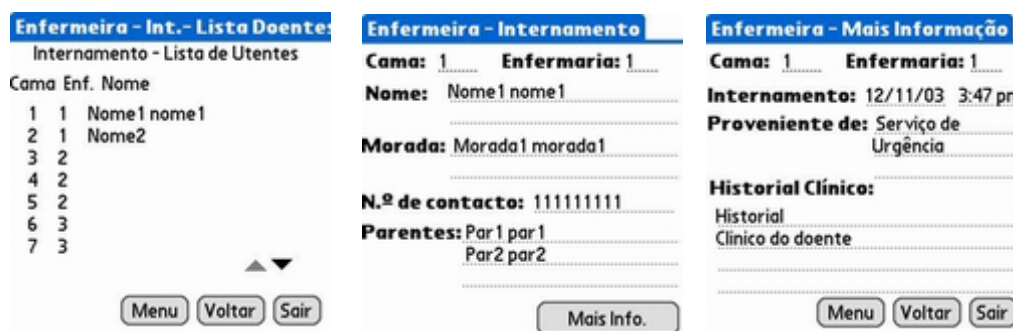 Enfermeira - Int.- Lista Doentes
Internamento - Lista de Utentes
Cama Enf. Nome
1 1 Nome1 nome1
2 1 Nome2
3 2
4 2
5 2
6 3
7 3
Menu Voltar Sair
Enfermeira - Internamento
Cama: 1 Enfermaria: 1
Nome: Nome1 nome1
Morada: Morada1 morada1
N.º de contacto: 111111111
Parentes: Par1 par1
Par2 par2
Mais Info.
Enfermeira - Mais Informação
Cama: 1 Enfermaria: 1
Internamento: 12/11/03 3:47 pm
Proveniente de: Serviço de
Urgência
Historial Clínico:
Historial
Clinico do doente
Menu Voltar Sair